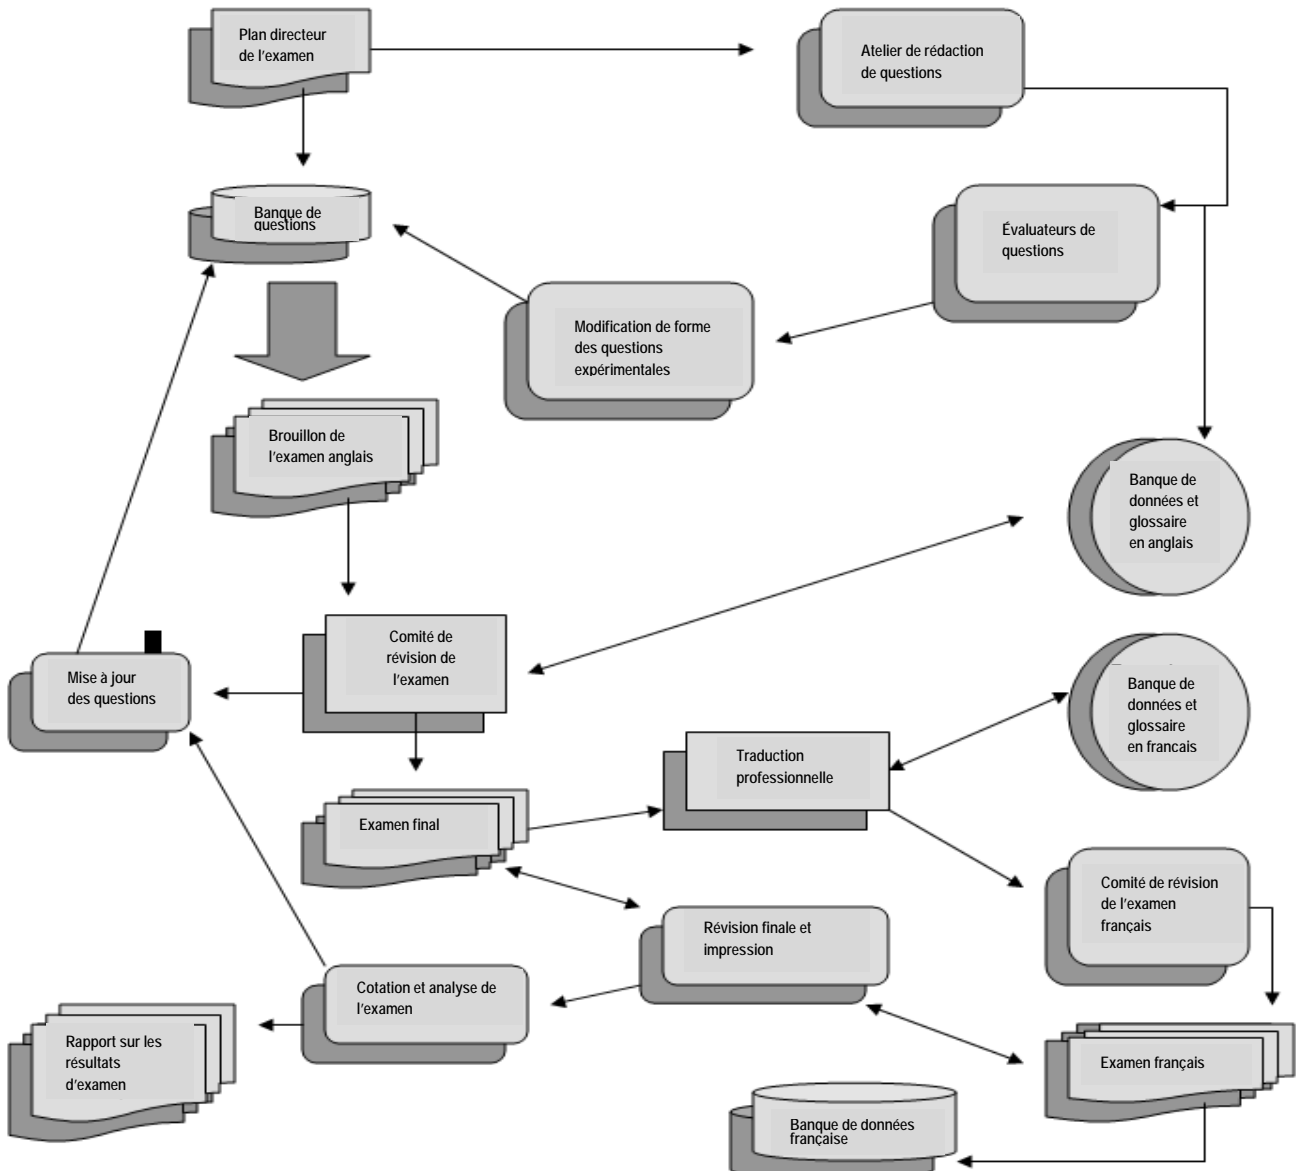 Plan directeur
de l'examen
Atelier de rédaction
de questions
Banque de
questions
Évaluateurs de
questions
Modification de forme
des questions
expérimentales
Brouillon de
l'examen anglais
Banque de
données et
glossaire
en anglais
Comité de
révision de
l'examen
Mise à jour
des questions
Banque de
données et
glossaire
en francais
Traduction
professionnelle
Examen final
Comité de révision
de l'examen
français
Révision finale et
impression
Cotation et analyse de
l'examen
Rapport sur les
résultats
d'examen
Examen français
Banque de données
française